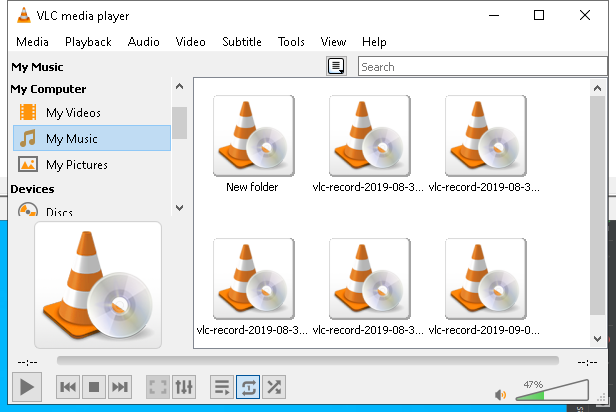 VLC media player
Media Playback Audio Video Subtitle Tools View Help
My Music
Search
My Computer
My Videos
My Music
My Pictures
Devices
Discs
New folder
vlc-record-2019-08-3...
vlc-record-2019-08-3...
vlc-record-2019-08-3...
vlc-record-2019-08-3...
vlc-record-2019-09-0...
--:--
--:--
47%